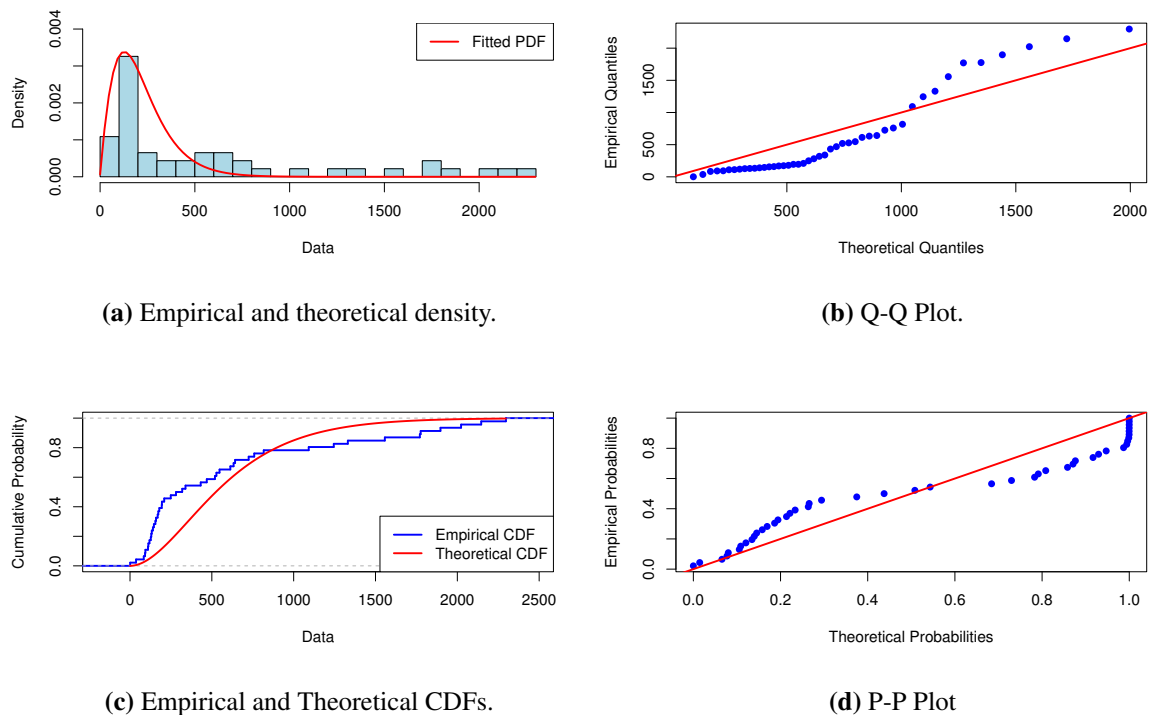 Density
0.000 0.002 0.004
Fitted PDF
0 500 1000 1500 2000
Data
(a) Empirical and theoretical density.
Empirical Quantiles
0 500 1500
500 1000 1500 2000
Theoretical Quantiles
(b) Q-Q Plot.
Cumulative Probability
0.0 0.4 0.8
Empirical CDF
Theoretical CDF
0 500 1000 1500 2000 2500
Data
(c) Empirical and Theoretical CDFs.
Empirical Probabilities
0.0 0.4 0.8
0.0 0.2 0.4 0.6 0.8 1.0
Theoretical Probabilities
(d) P-P Plot